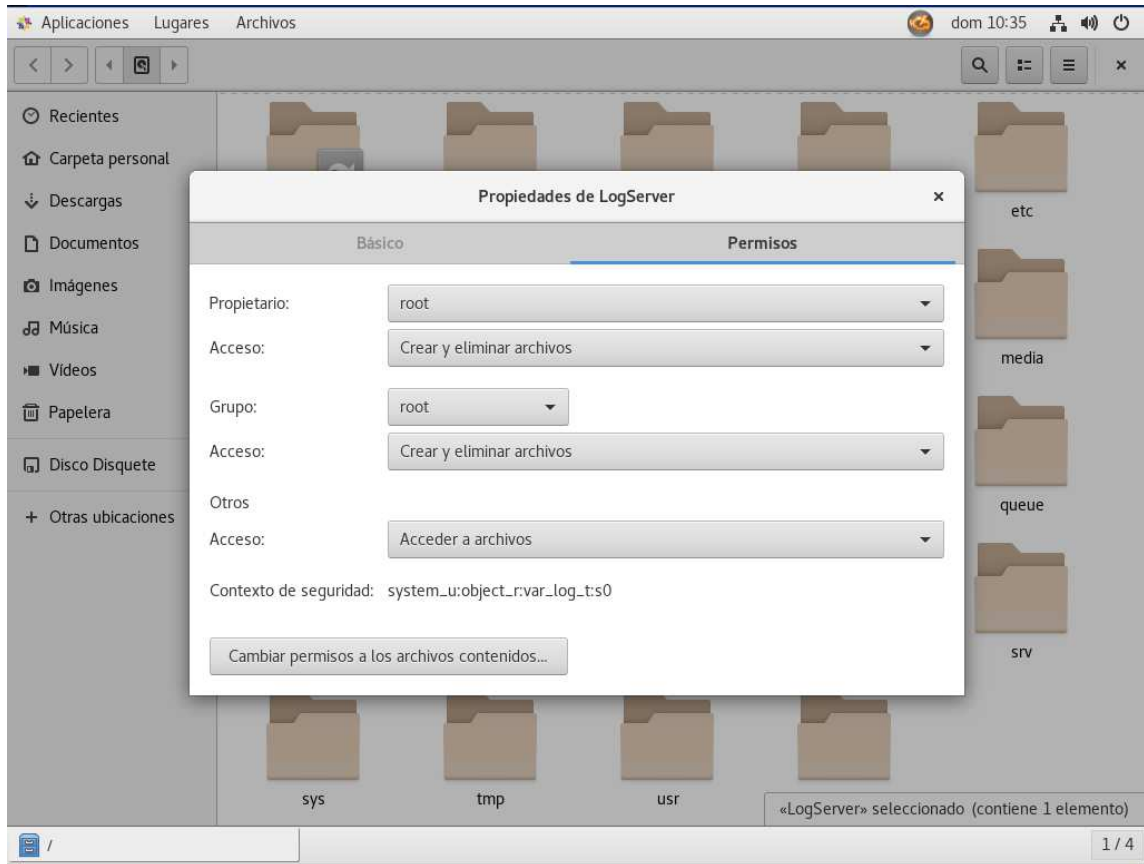 Aplicaciones Lugares Archivos dom 10:35
Recientes
Carpeta personal
Descargas
Documentos
Imágenes
Música
Vídeos
Papelera
Disco Disquete
+ Otras ubicaciones
Propiedades de LogServer
Básico Permisos
Propietario: root
Acceso: Crear y eliminar archivos
Grupo: root
Acceso: Crear y eliminar archivos
Otros
Acceso: Acceder a archivos
Contexto de seguridad: system_u:object_r:var_log_t:s0
Cambiar permisos a los archivos contenidos...
etc
media
queue
srv
sys tmp usr
«LogServer» seleccionado (contiene 1 elemento)
/ 1 / 4